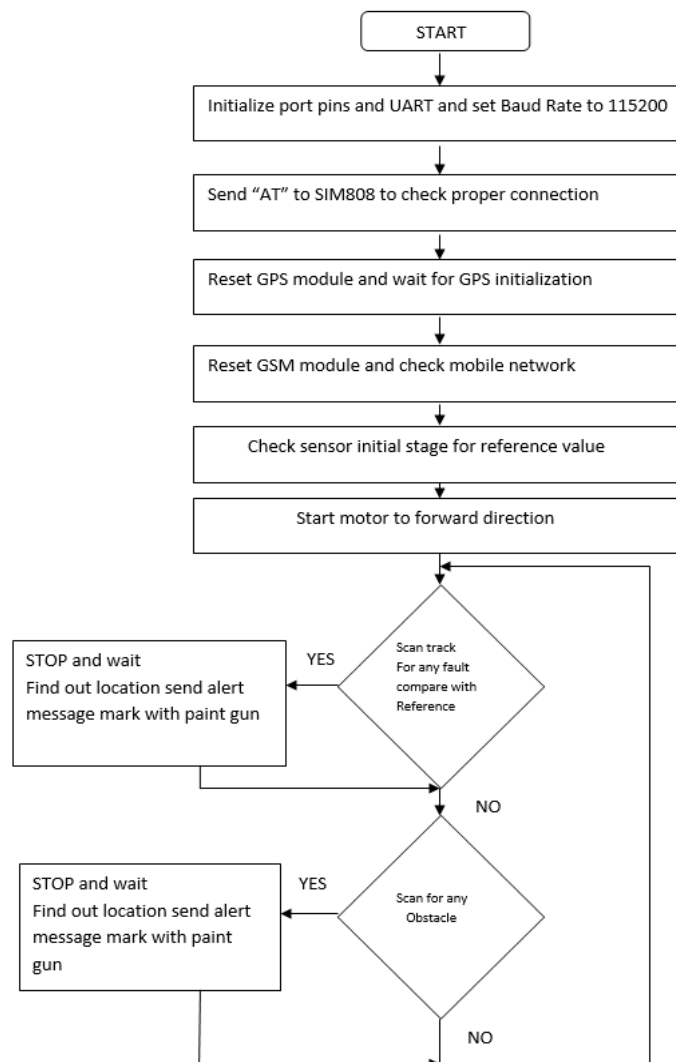 START
Initialize port pins and UART and set Baud Rate to 115200
Send “AT” to SIM808 to check proper connection
Reset GPS module and wait for GPS initialization
Reset GSM module and check mobile network
Check sensor initial stage for reference value
Start motor to forward direction
Scan track
For any fault
compare with
Reference
YES
STOP and wait
Find out location send alert
message mark with paint gun
NO
Scan for any
Obstacle
YES
STOP and wait
Find out location send alert
message mark with paint
gun
NO